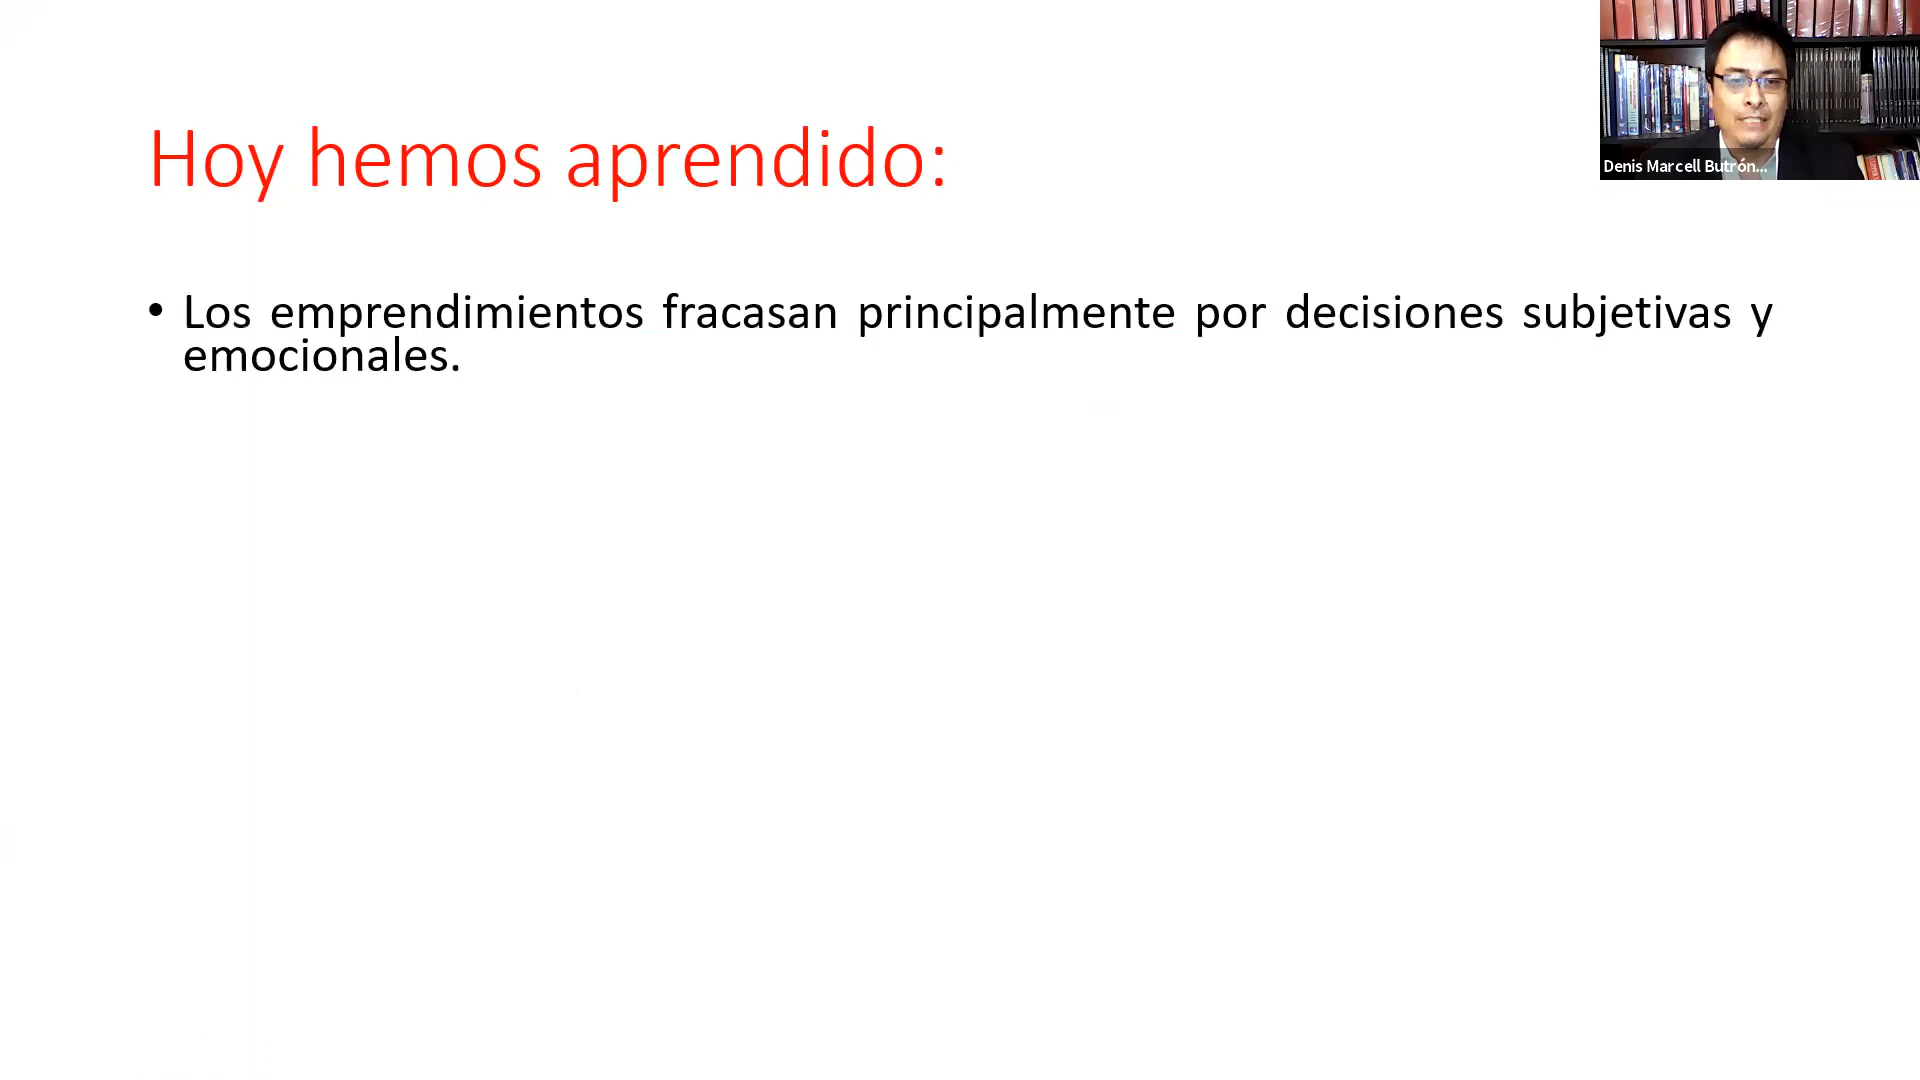 Hoy hemos aprendido:
• Los emprendimientos fracasan principalmente por decisiones subjetivas y
emocionales.
Denis Marcell Butrón...